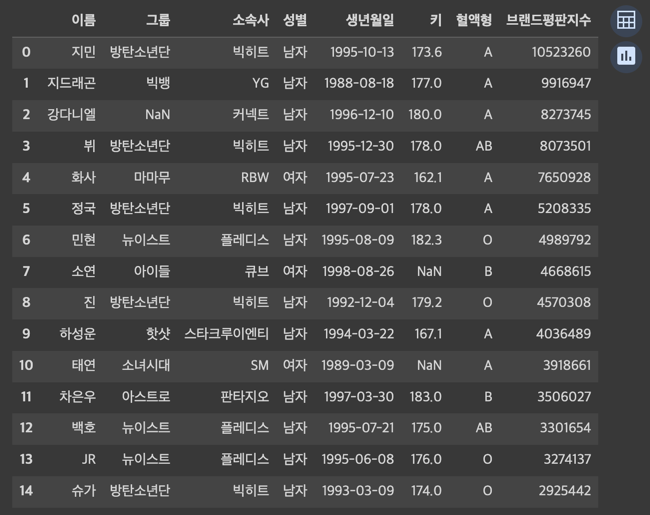 이름 그룹 소속사 성별 생년월일 키 혈액형 브랜드평판지수
0 지민 방탄소년단 빅히트 남자 1995-10-13 173.6 A 10523260
1 지드래곤 빅뱅 YG 남자 1988-08-18 177.0 A 9916947
2 강다니엘 NaN 커넥트 남자 1996-12-10 180.0 A 8273745
3 뷔 방탄소년단 빅히트 남자 1995-12-30 178.0 AB 8073501
4 화사 마마무 RBW 여자 1995-07-23 162.1 A 7650928
5 정국 방탄소년단 빅히트 남자 1997-09-01 178.0 A 5208335
6 민현 뉴이스트 플레디스 남자 1995-08-09 182.3 O 4989792
7 소연 아이들 큐브 여자 1998-08-26 NaN B 4668615
8 진 방탄소년단 빅히트 남자 1992-12-04 179.2 O 4570308
9 하성운 핫샷 스타크루이엔티 남자 1994-03-22 167.1 A 4036489
10 태연 소녀시대 SM 여자 1989-03-09 NaN A 3918661
11 차은우 아스트로 판타지오 남자 1997-03-30 183.0 B 3506027
12 백호 뉴이스트 플레디스 남자 1995-07-21 175.0 AB 3301654
13 JR 뉴이스트 플레디스 남자 1995-06-08 176.0 O 3274137
14 슈가 방탄소년단 빅히트 남자 1993-03-09 174.0 O 2925442